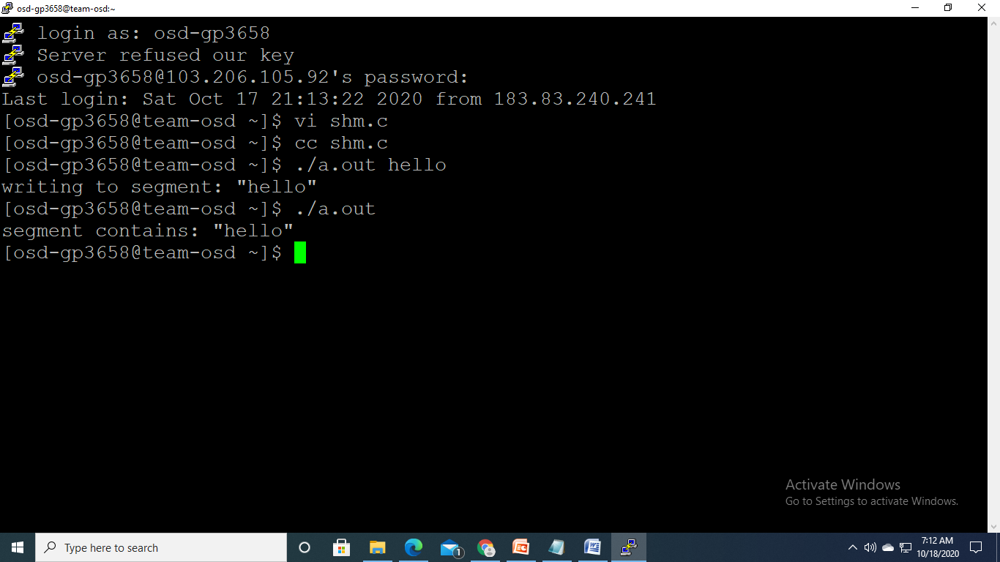 osd-gp3658@team-osd:~
login as: osd-gp3658
Server refused our key
osd-gp3658@103.206.105.92's password:
Last login: Sat Oct 17 21:13:22 2020 from 183.83.240.241
[osd-gp3658@team-osd ~]$ vi shm.c
[osd-gp3658@team-osd ~]$ cc shm.c
[osd-gp3658@team-osd ~]$ ./a.out hello
writing to segment: "hello"
[osd-gp3658@team-osd ~]$ ./a.out
segment contains: "hello"
[osd-gp3658@team-osd ~]$
Activate Windows
Go to Settings to activate Windows.
Type here to search
1
7:12 AM
10/18/2020